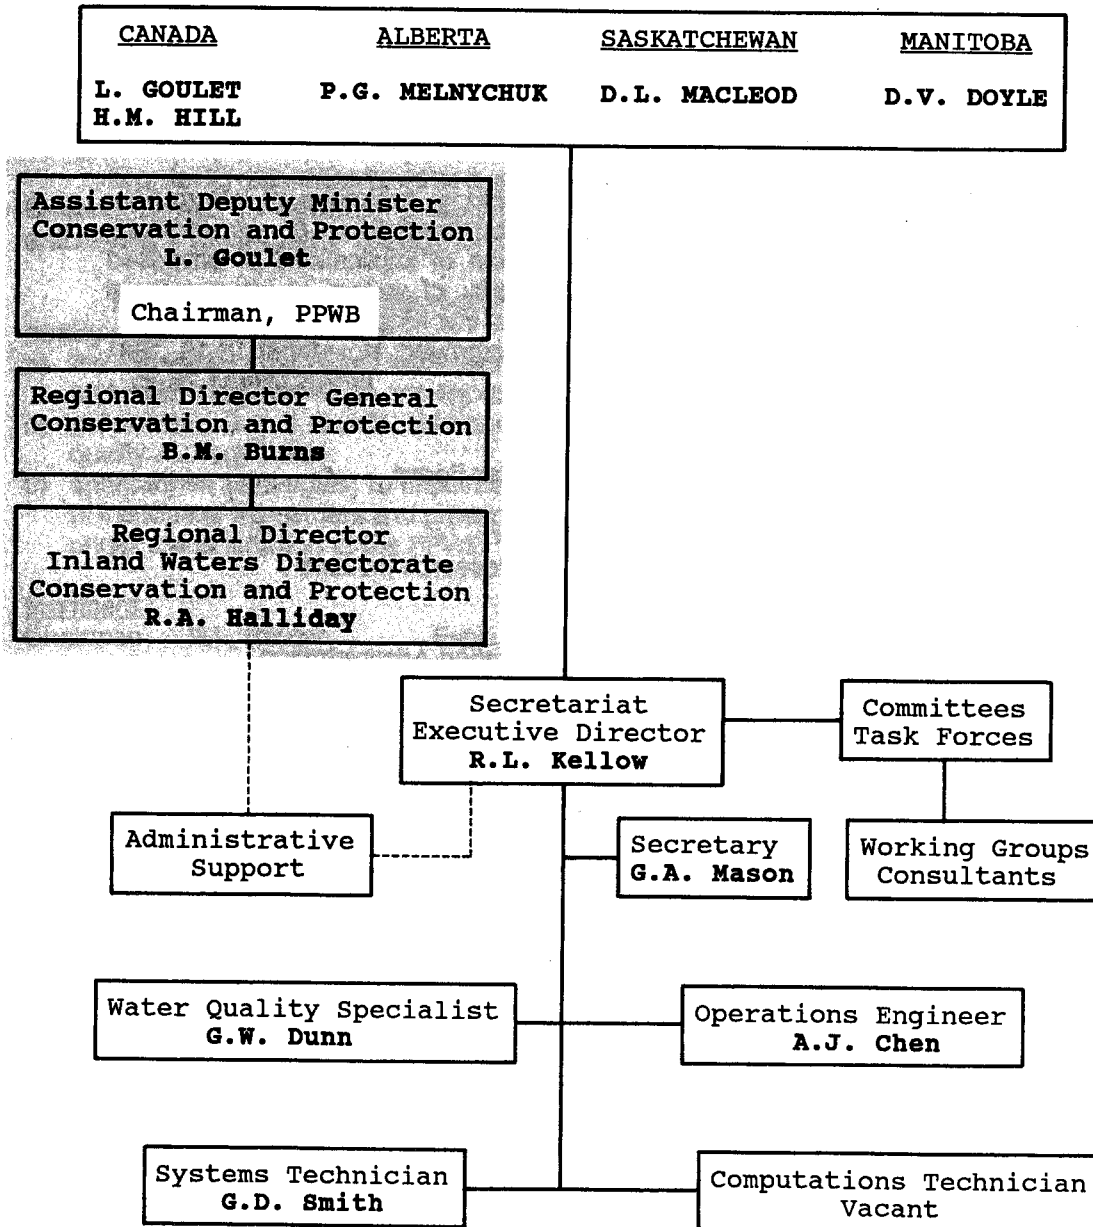 CANADA ALBERTA SASKATCHEWAN MANITOBA
L. GOULET P.G. MELNYCHUK D.L. MACLEOD D.V. DOYLE
H.M. HILL
Assistant Deputy Minister
Conservation and Protection
L. Goulet
Chairman, PPWB
Regional Director General
Conservation and Protection
B.M. Burns
Regional Director
Inland Waters Directorate
Conservation and Protection
R.A. Halliday
Secretariat
Executive Director
R.L. Kellow
Committees
Task Forces
Administrative
Support
Secretary
G.A. Mason
Working Groups
Consultants
Water Quality Specialist
G.W. Dunn
Operations Engineer
A.J. Chen
Systems Technician
G.D. Smith
Computations Technician
Vacant